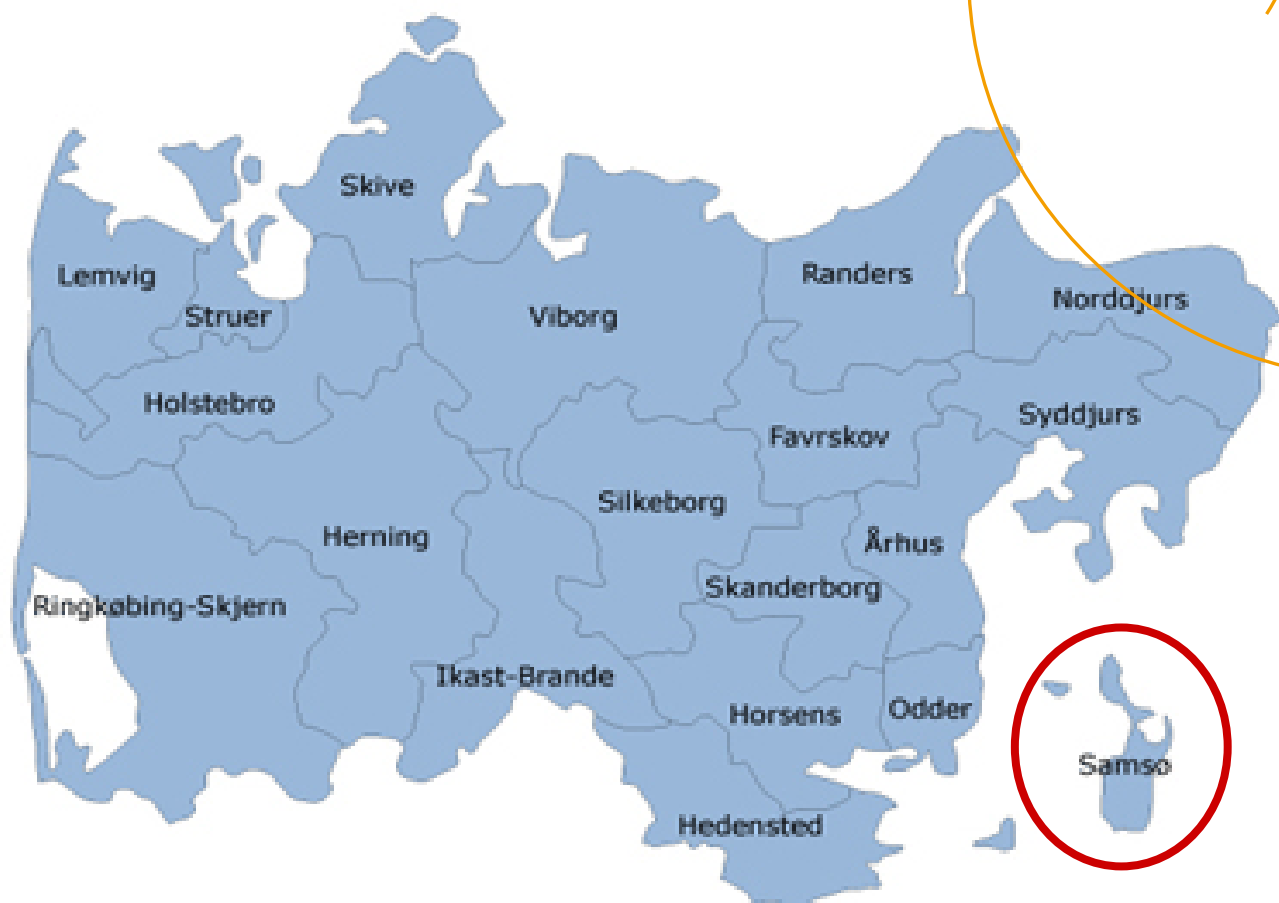 Skive
Lemvig
Struer
Viborg
Randers
Norddjurs
Holstebro
Syddjurs
Favrskov
Silkeborg
Herning
Århus
Skanderborg
Ringkøbing-Skjern
Ikast-Brande
Horsens
Odder
Samsø
Hedensted